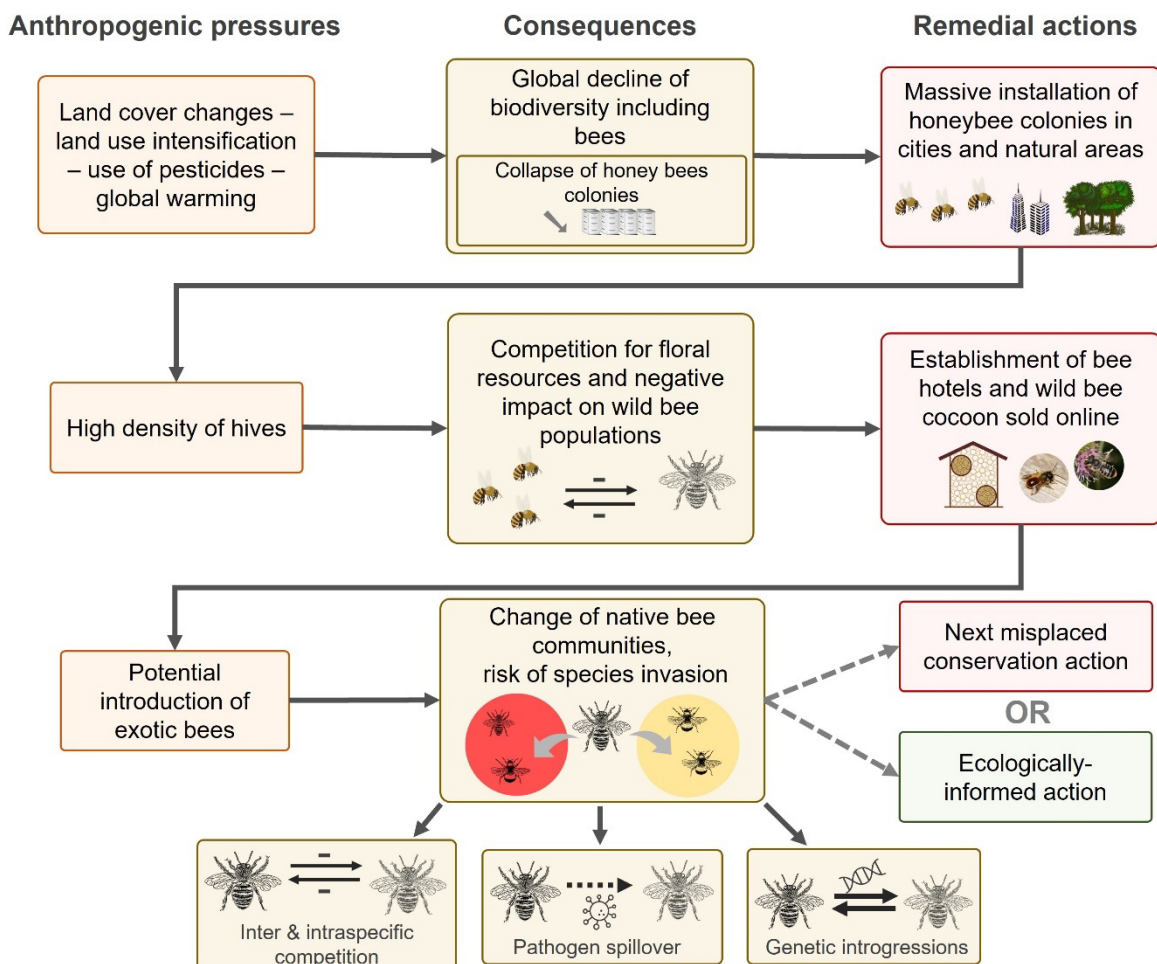 Anthropogenic pressures
Consequences
Remedial actions
Land cover changes –
land use intensification
– use of pesticides –
global warming
Global decline of
biodiversity including
bees
Collapse of honey bees
colonies
Massive installation of
honeybee colonies in
cities and natural areas
High density of hives
Competition for floral
resources and negative
impact on wild bee
populations
Establishment of bee
hotels and wild bee
cocoon sold online
Potential
introduction of
exotic bees
Change of native bee
communities,
risk of species invasion
Next misplaced
conservation action
OR
Ecologically-
informed action
Inter & intraspecific
competition
Pathogen spillover
Genetic introgressions